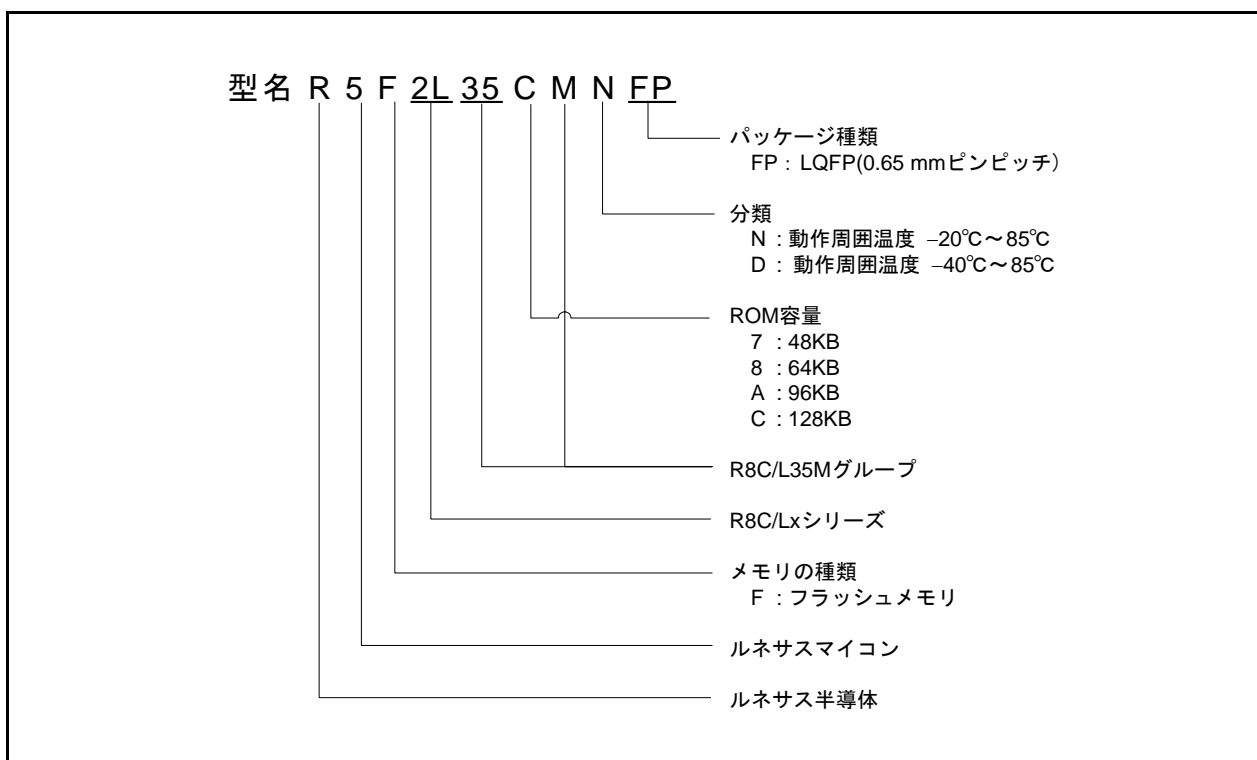 型名 R 5 F 2L 35 C M N FP
パッケージ種類
FP : LQFP(0.65 mmピンピッチ)
分類
N : 動作周囲温度 –20℃～85℃
D : 動作周囲温度 –40℃～85℃
ROM容量
7 : 48KB
8 : 64KB
A : 96KB
C : 128KB
R8C/L35Mグループ
R8C/Lxシリーズ
メモリの種類
F : フラッシュメモリ
ルネサスマイコン
ルネサス半導体